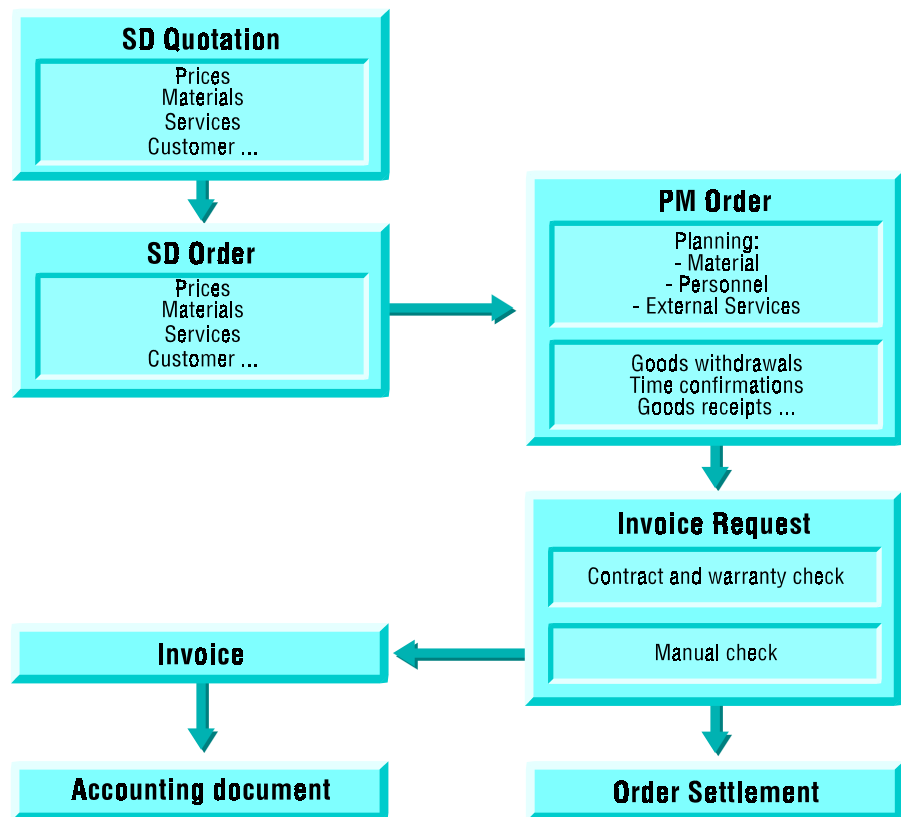 SD Quotation
Prices
Materials
Services
Customer ...
SD Order
Prices
Materials
Services
Customer ...
PM Order
Planning:
- Material
- Personnel
- External Services
Goods withdrawals
Time confirmations
Goods receipts ...
Invoice Request
Contract and warranty check
Manual check
Invoice
Accounting document
Order Settlement